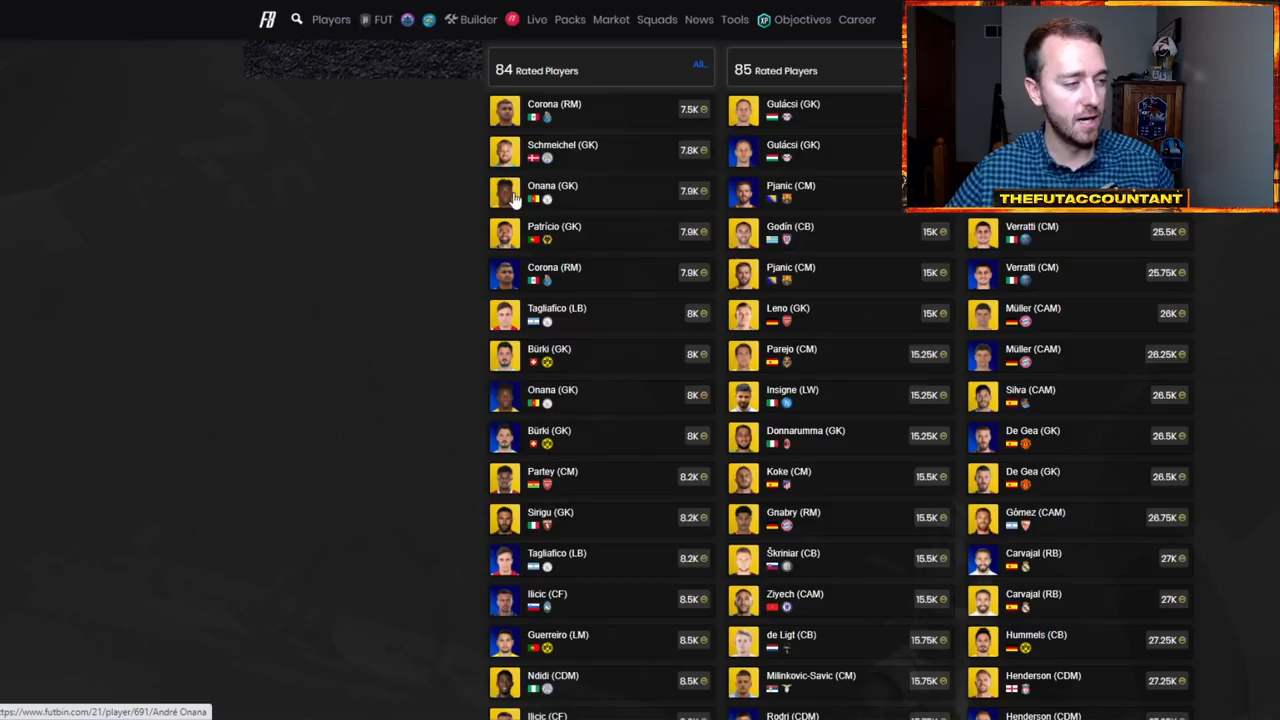 F8 Players FUT Builder Live Packs Market Squads News Tools XP Objectives Career
THEFUTACCOUNTANT
84 Rated Players All..
Corona (RM) 7.5K
Schmeichel (GK) 7.8K
Onana (GK) 7.9K
Patrício (GK) 7.9K
Corona (RM) 7.9K
Tagliafico (LB) 8K
Bürki (GK) 8K
Onana (GK) 8K
Bürki (GK) 8K
Partey (CM) 8.2K
Sirigu (GK) 8.2K
Tagliafico (LB) 8.2K
Ilicic (CF) 8.5K
Guerreiro (LM) 8.5K
Ndidi (CDM) 8.5K
Ilicic (CF)
85 Rated Players
Gulácsi (GK)
Gulácsi (GK)
Pjanic (CM)
Godín (CB) 15K
Pjanic (CM) 15K
Leno (GK) 15K
Parejo (CM) 15.25K
Insigne (LW) 15.25K
Donnarumma (GK) 15.25K
Koke (CM) 15.5K
Gnabry (RM) 15.5K
Škriniar (CB) 15.5K
Ziyech (CAM) 15.5K
de Ligt (CB) 15.75K
Milinkovic-Savic (CM) 15.75K
Rodri (CDM)
Verratti (CM) 25.5K
Verratti (CM) 25.75K
Müller (CAM) 26K
Müller (CAM) 26.25K
Silva (CAM) 26.5K
De Gea (GK) 26.5K
De Gea (GK) 26.5K
Gómez (CAM) 26.75K
Carvajal (RB) 27K
Carvajal (RB) 27K
Hummels (CB) 27.25K
Henderson (CDM) 27.25K
Henderson (CDM)
ttps://www.futbin.com/21/player/691/André Onana